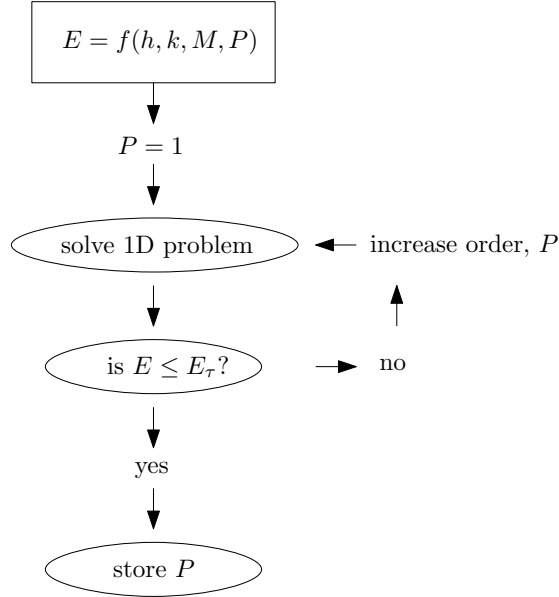 E = f(h, k, M, P)
P = 1
solve 1D problem
increase order, P
is E ≤ E_τ?
no
yes
store P